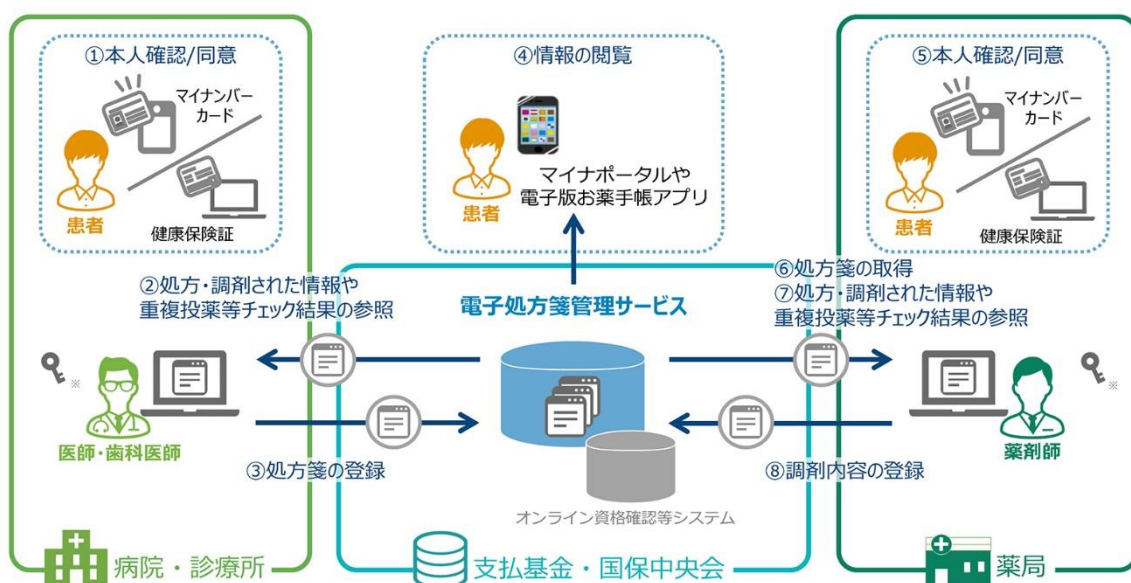 ①本人確認/同意
マイナンバー
カード
患者
健康保険証
②処方・調剤された情報や
重複投薬等チェック結果の参照
※
医師・歯科医師
③処方箋の登録
病院・診療所
④情報の閲覧
患者
マイナポータルや
電子版お薬手帳アプリ
電子処方箋管理サービス
オンライン資格確認等システム
支払基金・国保中央会
⑤本人確認/同意
マイナンバー
カード
患者
健康保険証
⑥処方箋の取得
⑦処方・調剤された情報や
重複投薬等チェック結果の参照
※
薬剤師
⑧調剤内容の登録
薬局